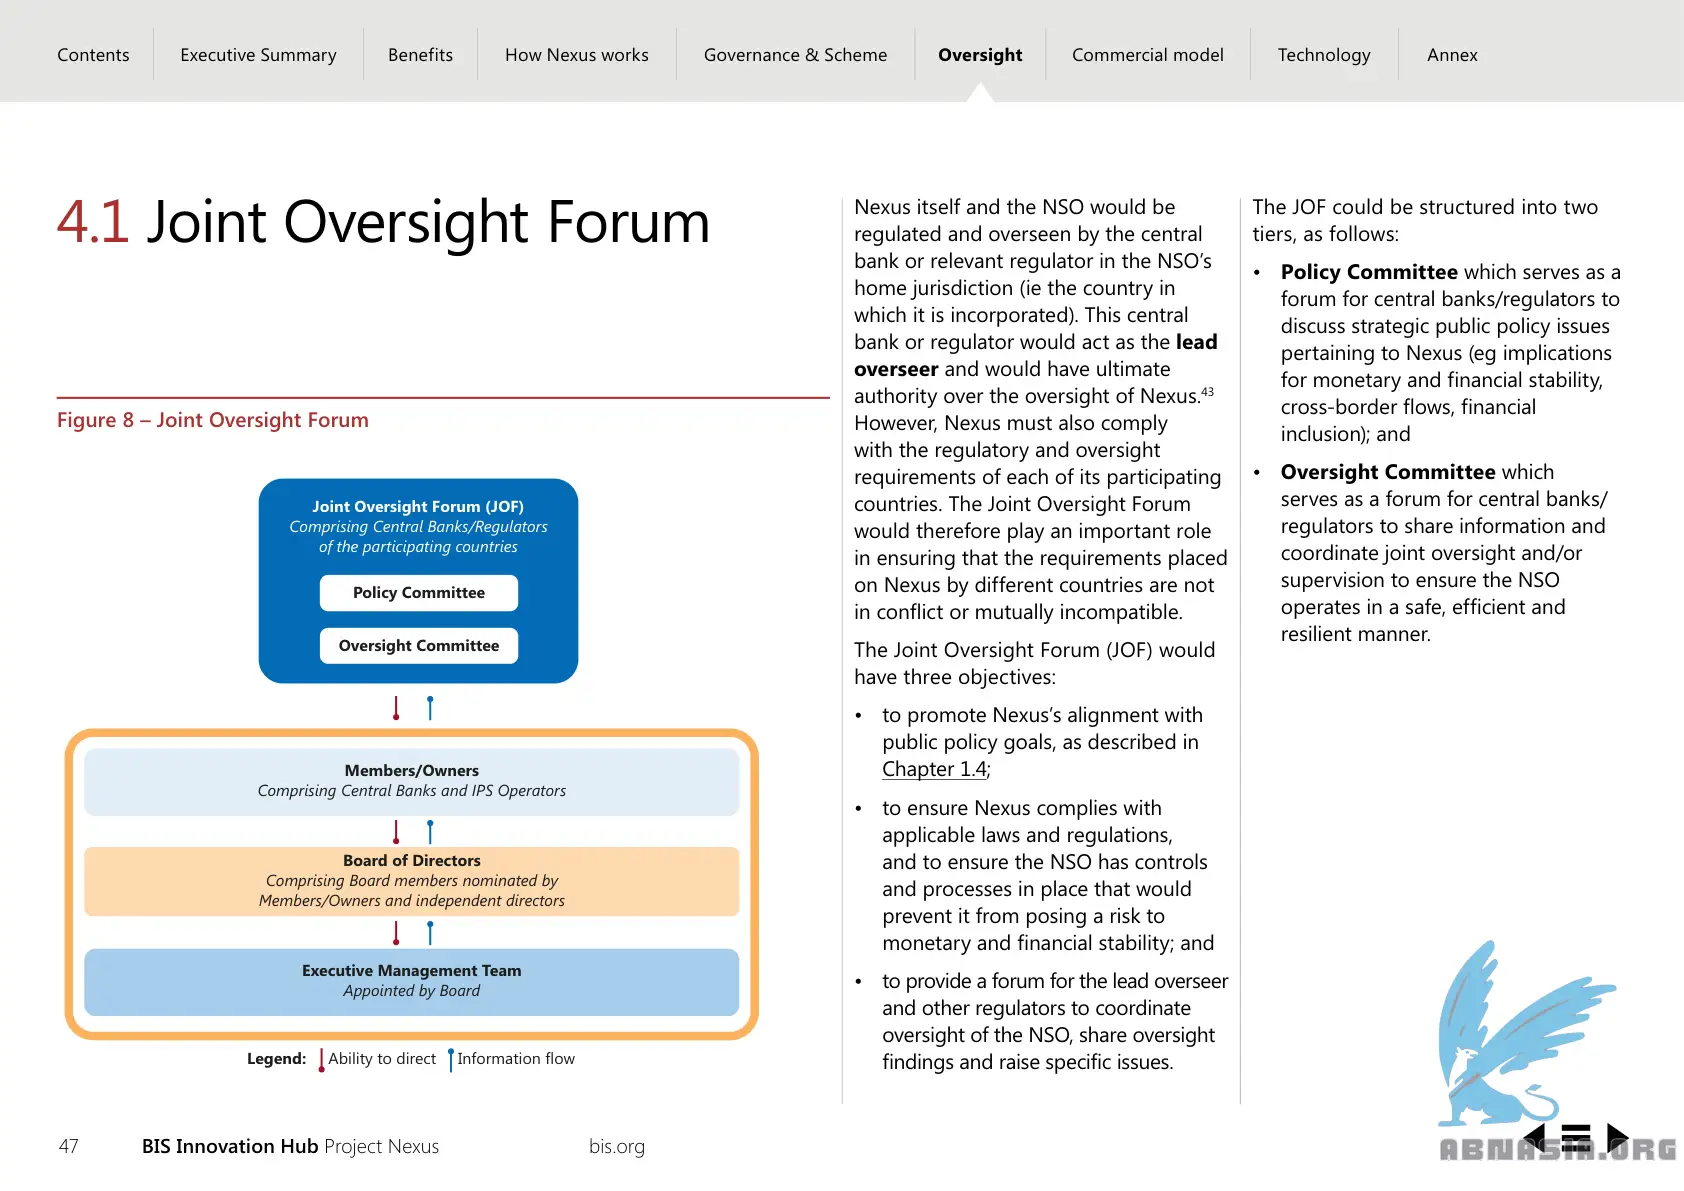 Contents
Executive Summary
Benefits
How Nexus works
Governance & Scheme
Oversight
Commercial model
Technology
Annex
4.1 Joint Oversight Forum
Figure 8 – Joint Oversight Forum
Joint Oversight Forum (JOF)
Comprising Central Banks/Regulators
of the participating countries
Policy Committee
Oversight Committee
Members/Owners
Comprising Central Banks and IPS Operators
Board of Directors
Comprising Board members nominated by
Members/Owners and independent directors
Executive Management Team
Appointed by Board
Legend: Ability to direct Information flow
Nexus itself and the NSO would be
regulated and overseen by the central
bank or relevant regulator in the NSO’s
home jurisdiction (ie the country in
which it is incorporated). This central
bank or regulator would act as the lead
overseer and would have ultimate
authority over the oversight of Nexus.43
However, Nexus must also comply
with the regulatory and oversight
requirements of each of its participating
countries. The Joint Oversight Forum
would therefore play an important role
in ensuring that the requirements placed
on Nexus by different countries are not
in conflict or mutually incompatible.
The Joint Oversight Forum (JOF) would
have three objectives:
• to promote Nexus’s alignment with
public policy goals, as described in
Chapter 1.4;
• to ensure Nexus complies with
applicable laws and regulations,
and to ensure the NSO has controls
and processes in place that would
prevent it from posing a risk to
monetary and financial stability; and
• to provide a forum for the lead overseer
and other regulators to coordinate
oversight of the NSO, share oversight
findings and raise specific issues.
The JOF could be structured into two
tiers, as follows:
• Policy Committee which serves as a
forum for central banks/regulators to
discuss strategic public policy issues
pertaining to Nexus (eg implications
for monetary and financial stability,
cross-border flows, financial
inclusion); and
• Oversight Committee which
serves as a forum for central banks/
regulators to share information and
coordinate joint oversight and/or
supervision to ensure the NSO
operates in a safe, efficient and
resilient manner.
47
BIS Innovation Hub Project Nexus
bis.org
ABNASIA.ORG